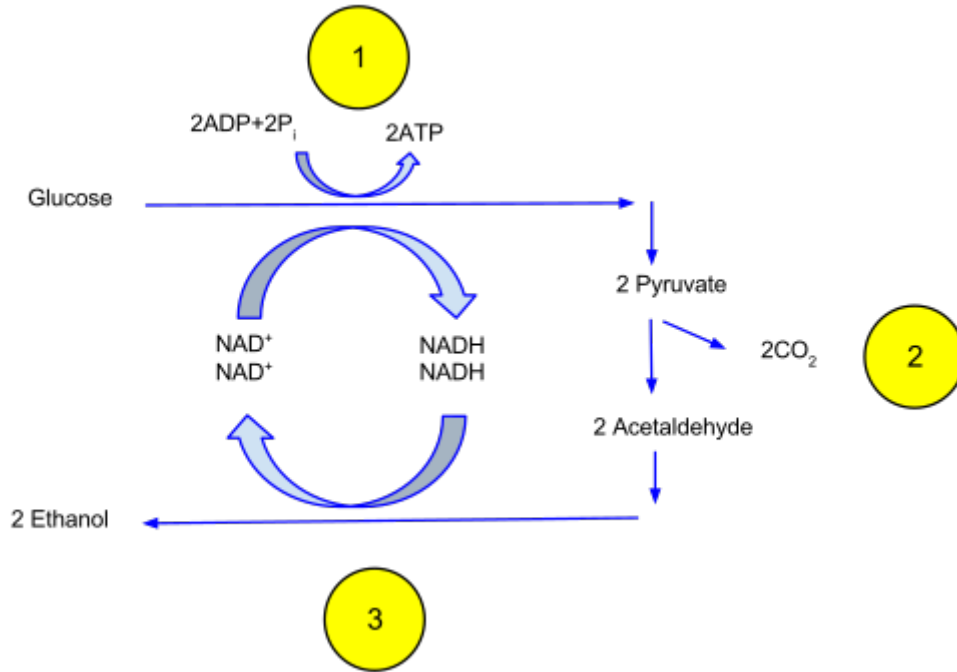 1
2ADP+2Pi
2ATP
Glucose
2 Pyruvate
NAD+
NADH
NAD+
NADH
2CO2
2
2 Acetaldehyde
2 Ethanol
3